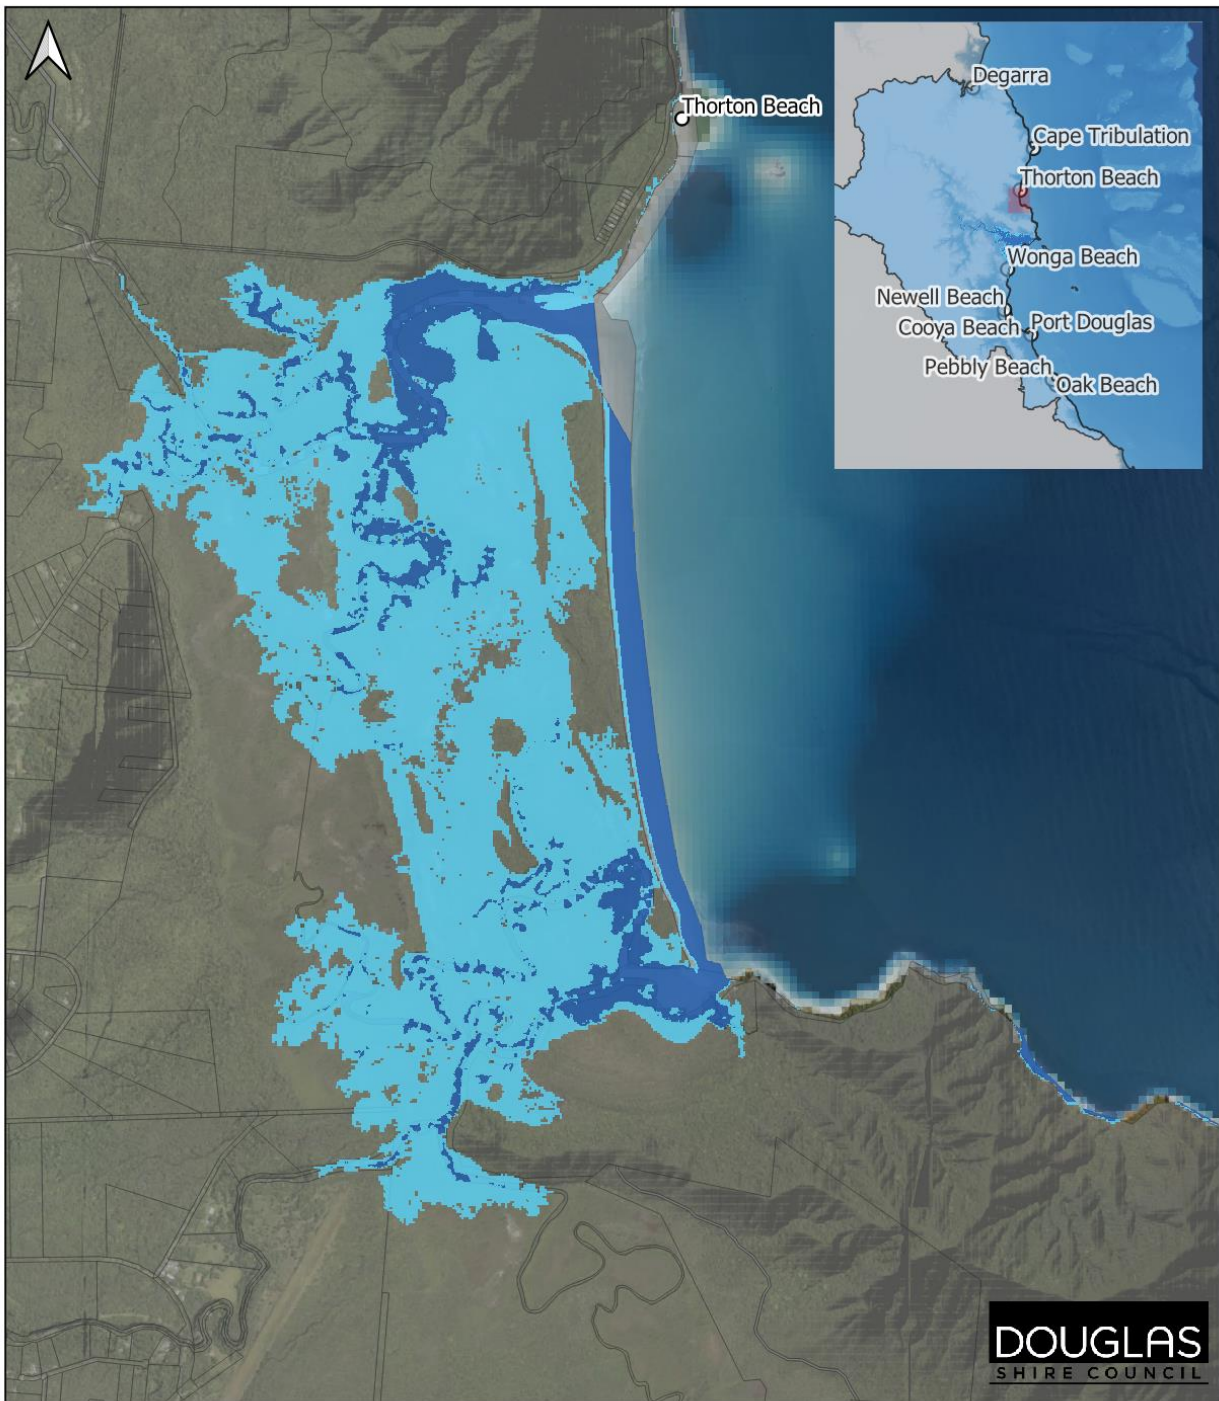 Thorton Beach
Degarra
Cape Tribulation
Thorton Beach
Wonga Beach
Newell Beach
Cooya Beach
Port Douglas
Pebbly Beach
Oak Beach
DOUGLAS
SHIRE COUNCIL